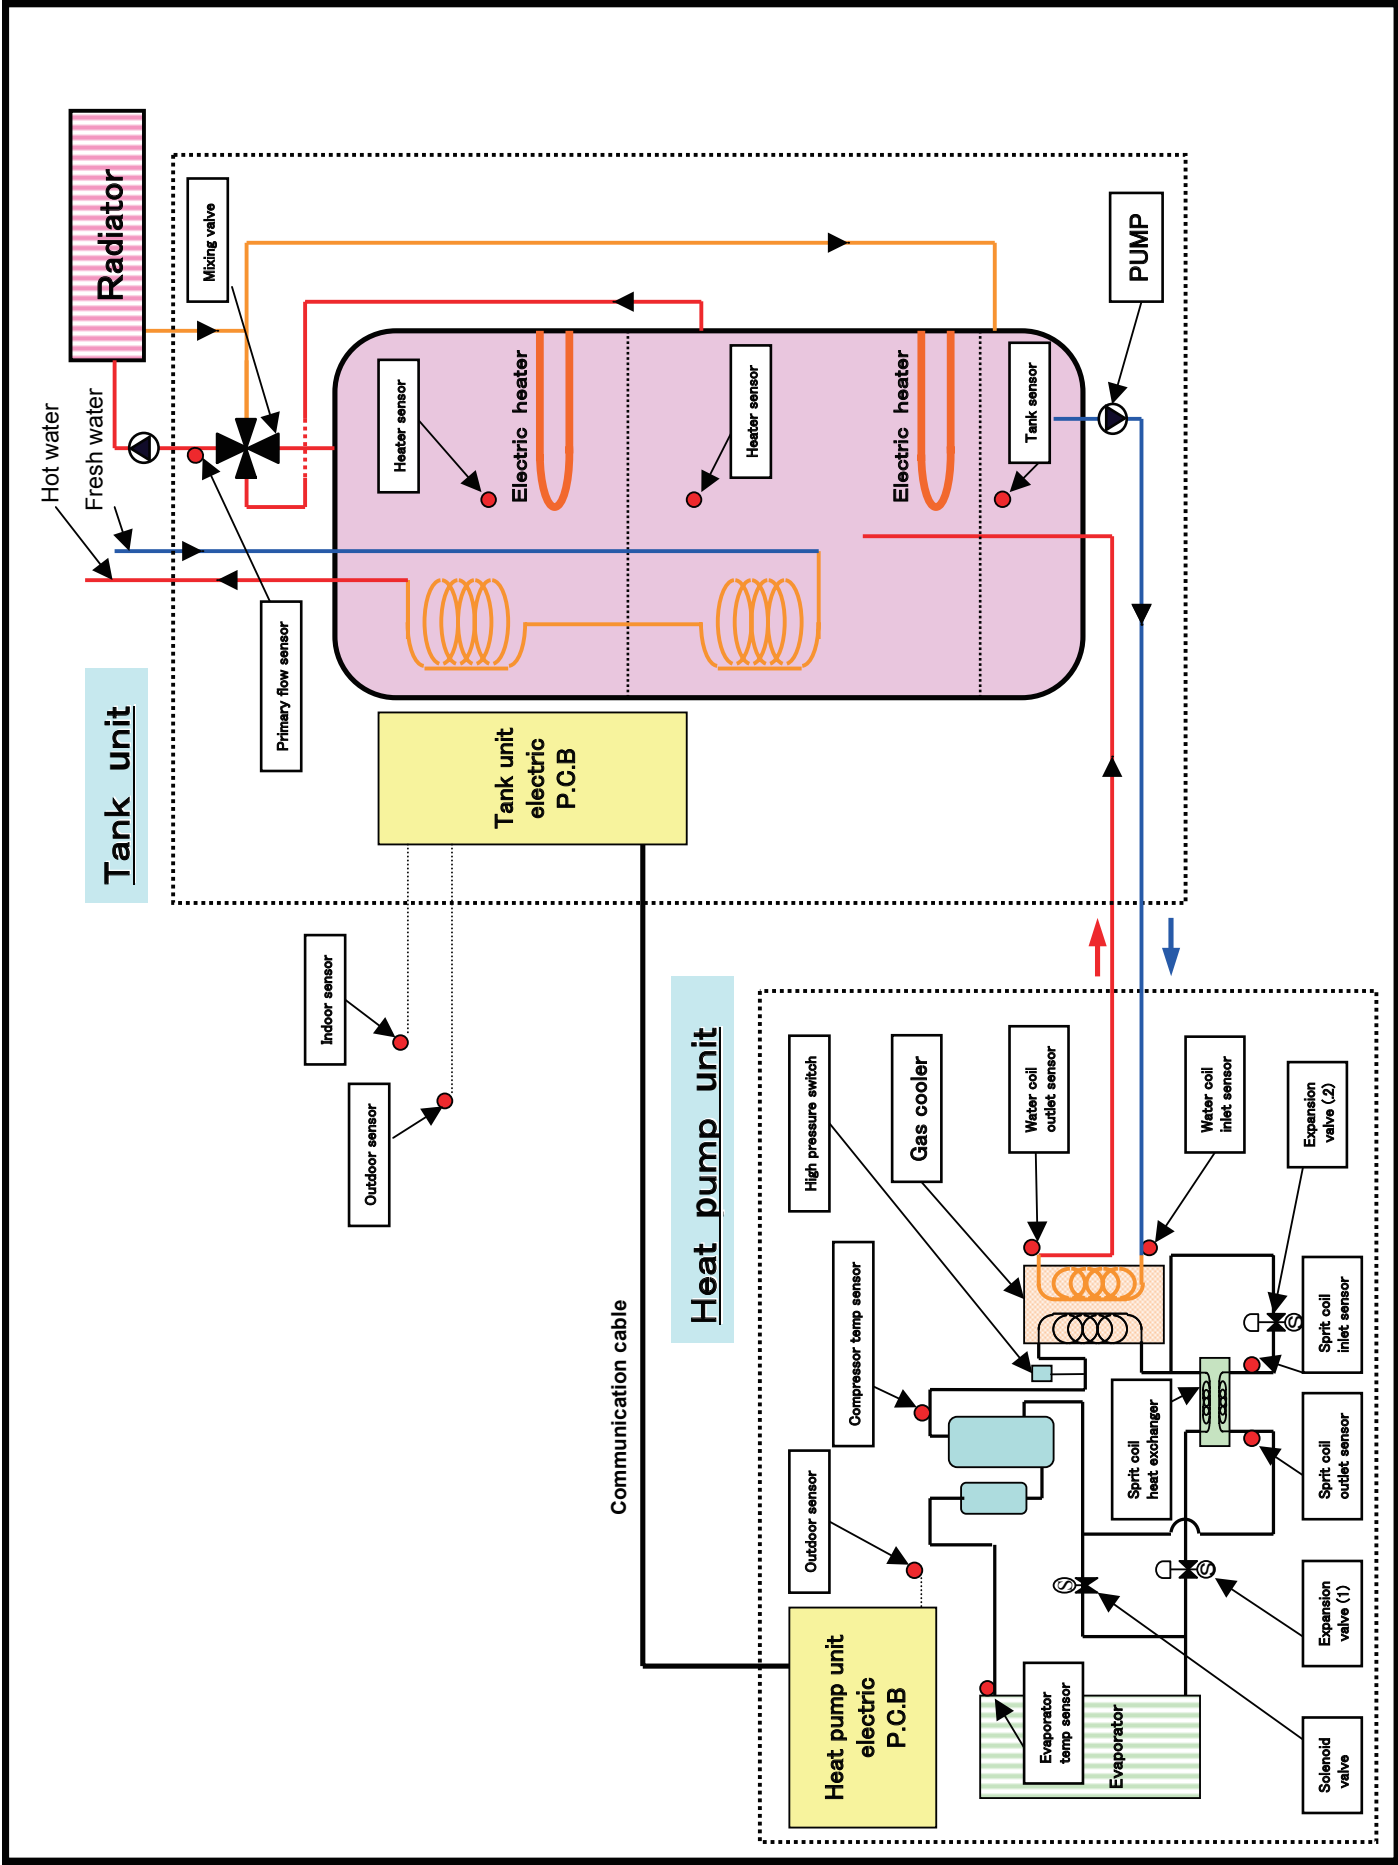 Tank unit
Hot water
Fresh water
Radiator
Primary flow sensor
Mixing valve
Indoor sensor
Outdoor sensor
Tank unit
electric
P.C.B
Heater sensor
Electric heater
Heater sensor
Electric heater
Tank sensor
PUMP
Communication cable
Heat pump unit
Outdoor sensor
Compressor temp sensor
High pressure switch
Gas cooler
Water coil
outlet sensor
Water coil
inlet sensor
Expansion
valve (.2)
Heat pump unit
electric
P.C.B
Evaporator
temp sensor
Evaporator
Sprit coil
heat exchanger
Solenoid
valve
Expansion
valve (1)
Sprit coil
outlet sensor
Sprit coil
inlet sensor
S
S
S